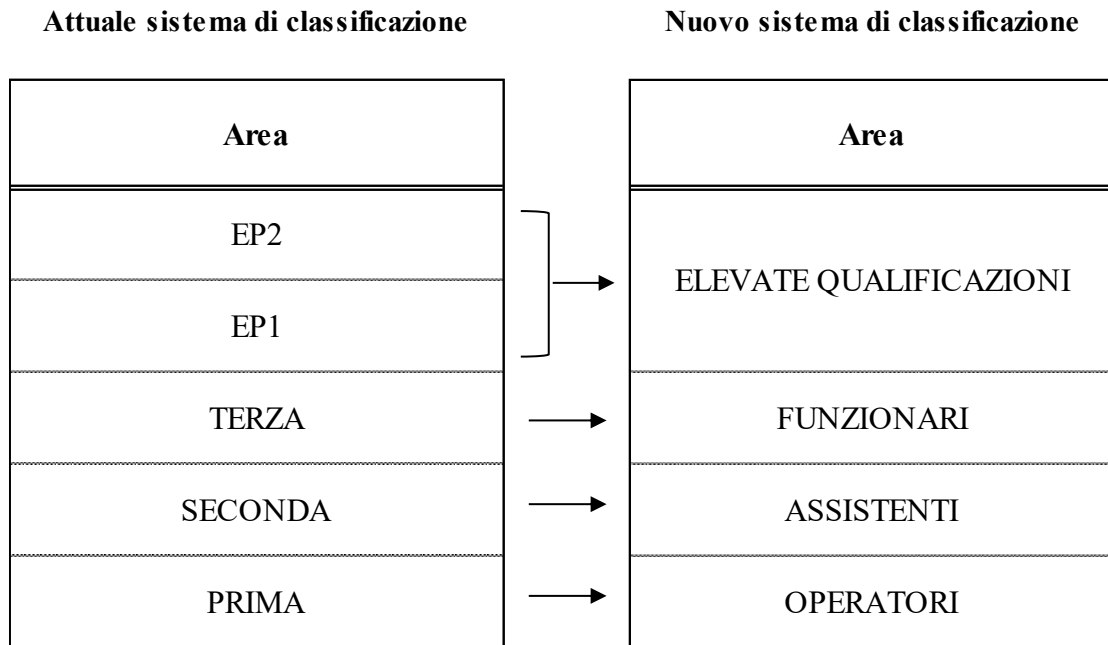 Attuale sistema di classificazione
Nuovo sistema di classificazione
Area
Area
EP2
EP1
ELEVATE QUALIFICAZIONI
TERZA
FUNZIONARI
SECONDA
ASSISTENTI
PRIMA
OPERATORI